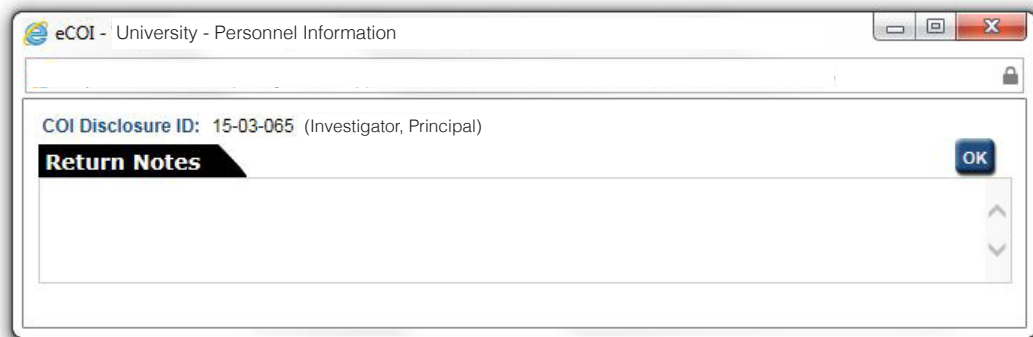 eCOI - University - Personnel Information
COI Disclosure ID: 15-03-065 (Investigator, Principal)
Return Notes
OK